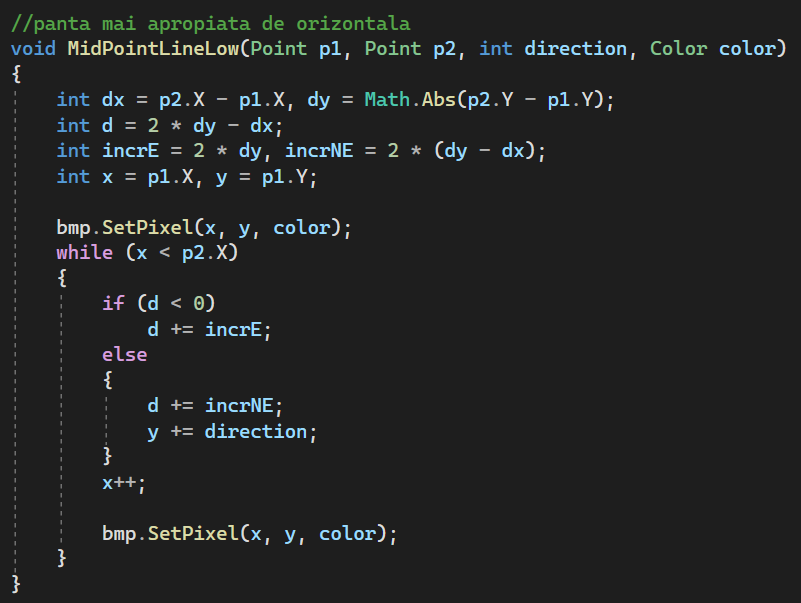 //panta mai apropiata de orizontala
void MidPointLineLow(Point p1, Point p2, int direction, Color color)
{
    int dx = p2.X - p1.X, dy = Math.Abs(p2.Y - p1.Y);
    int d = 2 * dy - dx;
    int incrE = 2 * dy, incrNE = 2 * (dy - dx);
    int x = p1.X, y = p1.Y;

    bmp.SetPixel(x, y, color);
    while (x < p2.X)
    {
        if (d < 0)
            d += incrE;
        else
        {
            d += incrNE;
            y += direction;
        }
        x++;

        bmp.SetPixel(x, y, color);
    }
}